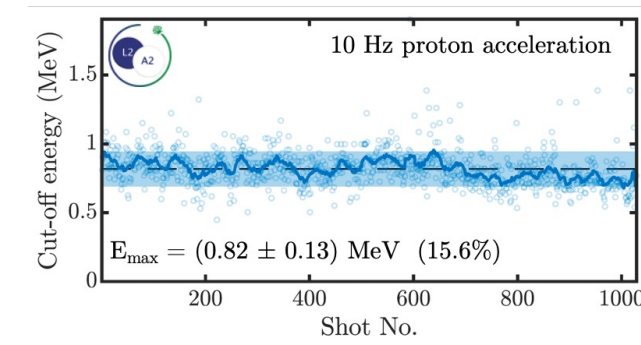 L2
A2
10 Hz proton acceleration
Cut-off energy (MeV)
1.5
1
0.5
0
E_max = (0.82 ± 0.13) MeV (15.6%)
200 400 600 800 1000
Shot No.